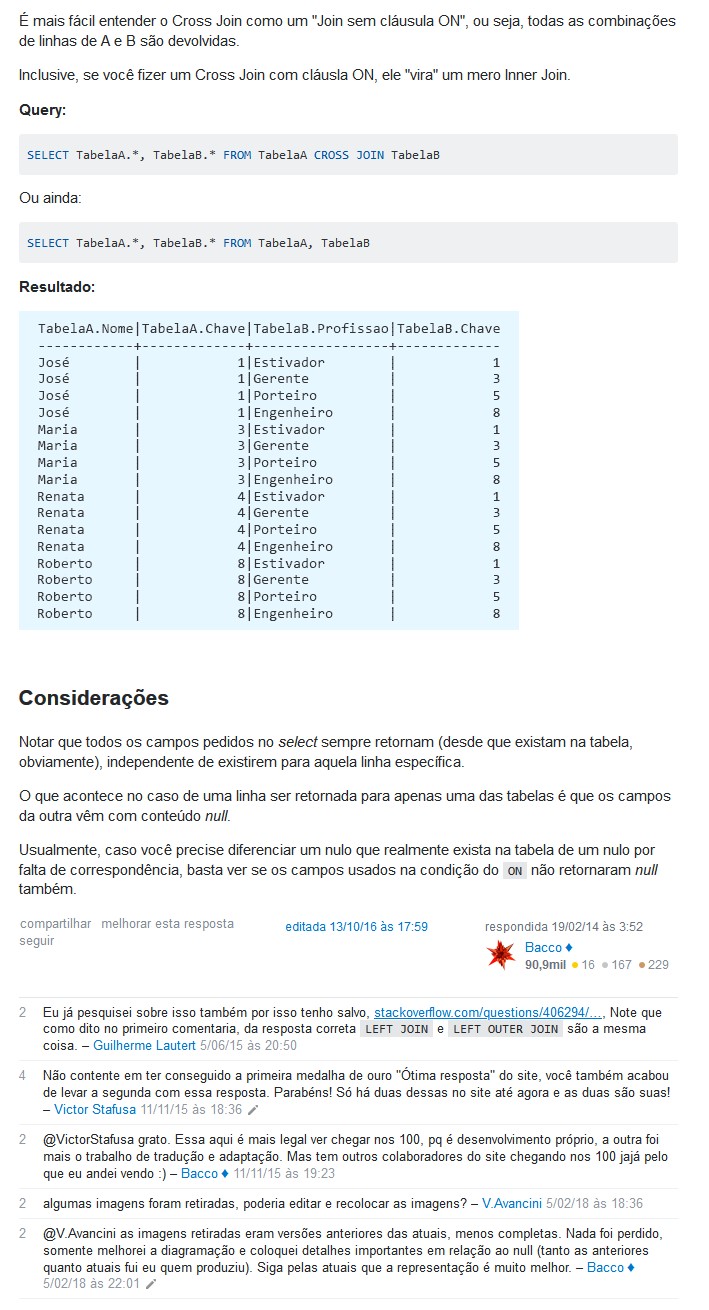 É mais fácil entender o Cross Join como um "Join sem cláusula ON", ou seja, todas as combinações
de linhas de A e B são devolvidas.
Inclusive, se você fizer um Cross Join com cláusla ON, ele "vira" um mero Inner Join.
Query:
SELECT TabelaA.*, TabelaB.* FROM TabelaA CROSS JOIN TabelaB
Ou ainda:
SELECT TabelaA.*, TabelaB.* FROM TabelaA, TabelaB
Resultado:
TabelaA.Nome|TabelaA.Chave|TabelaB.Profissao|TabelaB.Chave
------------+-------------+-----------------+-------------
José        |            1|Estivador        |            1
José        |            1|Gerente          |            3
José        |            1|Porteiro         |            5
José        |            1|Engenheiro       |            8
Maria       |            3|Estivador        |            1
Maria       |            3|Gerente          |            3
Maria       |            3|Porteiro         |            5
Maria       |            3|Engenheiro       |            8
Renata      |            4|Estivador        |            1
Renata      |            4|Gerente          |            3
Renata      |            4|Porteiro         |            5
Renata      |            4|Engenheiro       |            8
Roberto     |            8|Estivador        |            1
Roberto     |            8|Gerente          |            3
Roberto     |            8|Porteiro         |            5
Roberto     |            8|Engenheiro       |            8
Considerações
Notar que todos os campos pedidos no select sempre retornam (desde que existam na tabela,
obviamente), independente de existirem para aquela linha específica.
O que acontece no caso de uma linha ser retornada para apenas uma das tabelas é que os campos
da outra vêm com conteúdo null.
Usualmente, caso você precise diferenciar um nulo que realmente exista na tabela de um nulo por
falta de correspondência, basta ver se os campos usados na condição do ON não retornaram null
também.
compartilhar melhorar esta resposta
seguir
editada 13/10/16 às 17:59
respondida 19/02/14 às 3:52
Bacco ♦
90,9mil ● 16 ● 167 ● 229
2 Eu já pesquisei sobre isso também por isso tenho salvo, stackoverflow.com/questions/406294/…, Note que
como dito no primeiro comentaria, da resposta correta LEFT JOIN e LEFT OUTER JOIN são a mesma
coisa. – Guilherme Lautert 5/06/15 às 20:50
4 Não contente em ter conseguido a primeira medalha de ouro "Ótima resposta" do site, você também acabou
de levar a segunda com essa resposta. Parabéns! Só há duas dessas no site até agora e as duas são suas!
– Victor Stafusa 11/11/15 às 18:36
2 @VictorStafusa grato. Essa aqui é mais legal ver chegar nos 100, pq é desenvolvimento próprio, a outra foi
mais o trabalho de tradução e adaptação. Mas tem outros colaboradores do site chegando nos 100 jajá pelo
que eu andei vendo :) – Bacco ♦ 11/11/15 às 19:23
2 algumas imagens foram retiradas, poderia editar e recolocar as imagens? – V.Avancini 5/02/18 às 18:36
2 @V.Avancini as imagens retiradas eram versões anteriores das atuais, menos completas. Nada foi perdido,
somente melhorei a diagramação e coloquei detalhes importantes em relação ao null (tanto as anteriores
quanto atuais fui eu quem produziu). Siga pelas atuais que a representação é muito melhor. – Bacco ♦
5/02/18 às 22:01